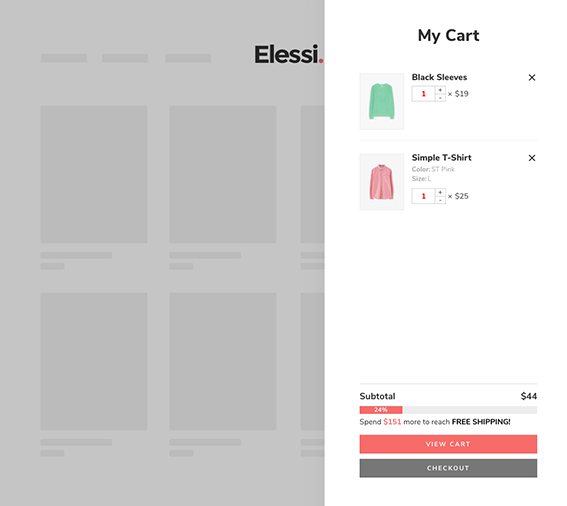 Elessi.
My Cart
Black Sleeves
1 + - × $19
Simple T-Shirt
Color: ST Pink
Size: L
1 + - × $25
Subtotal $44
24%
Spend $151 more to reach FREE SHIPPING!
VIEW CART
CHECKOUT